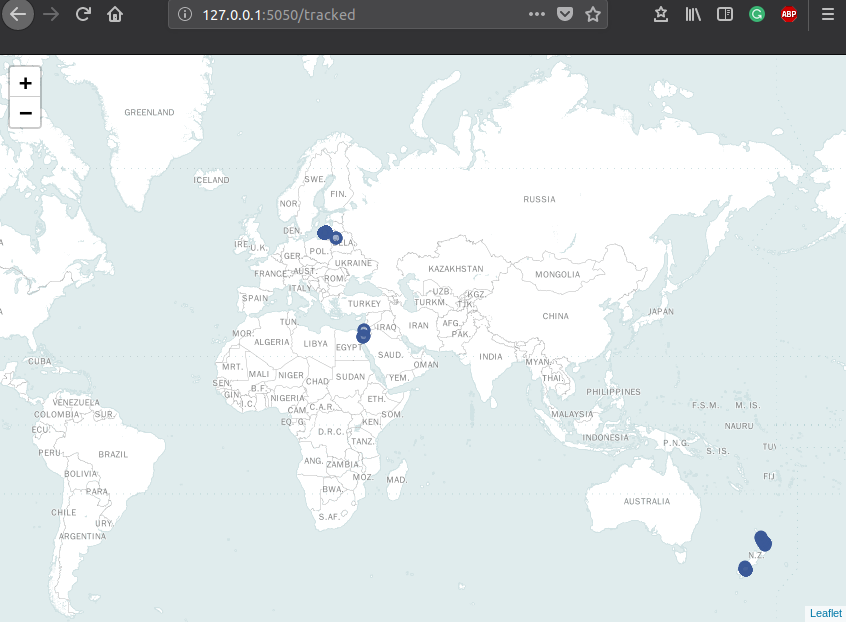 127.0.0.1:5050/tracked
ABP
+
−
GREENLAND
ICELAND
SWE.
FIN.
NOR.
RUSSIA
DEN.
IRE.
U.K.
POL.
GER.
UKRAINE
FRANCE
AUST.
ROM.
KAZAKHSTAN
MONGOLIA
ITALY
SPAIN
TURKEY
UZB.
KGZ.
TURKM.
TJK.
CHINA
JAPAN
MOR.
TUN.
IRAQ
IRAN
AFG.
PAK.
ALGERIA
LIBYA
EGYPT
SAUD.
OMAN
INDIA
MYAN.
CUBA
MRT.
MALI
NIGER
CHAD
SUDAN
YEM.
THAI.
SEN.
GIN.
B.F.
I.C.
NIGERIA
ETH.
SOM.
PHILIPPINES
VENEZUELA
COLOMBIA
SUR.
CAM.
C.A.R.
F.S.M.
M. IS.
MALAYSIA
ECU.
EQ. G.
D.R.C.
KEN.
TANZ.
INDONESIA
NAURU
P.N.G.
S. IS.
TU
PERU
BRAZIL
ANG.
ZAMBIA
MOZ.
MAD.
BOLIVIA
PARA.
BWA.
FIJ
AUSTRALIA
CHILE
URY.
S.AF.
ARGENTINA
N.Z.
Leaflet